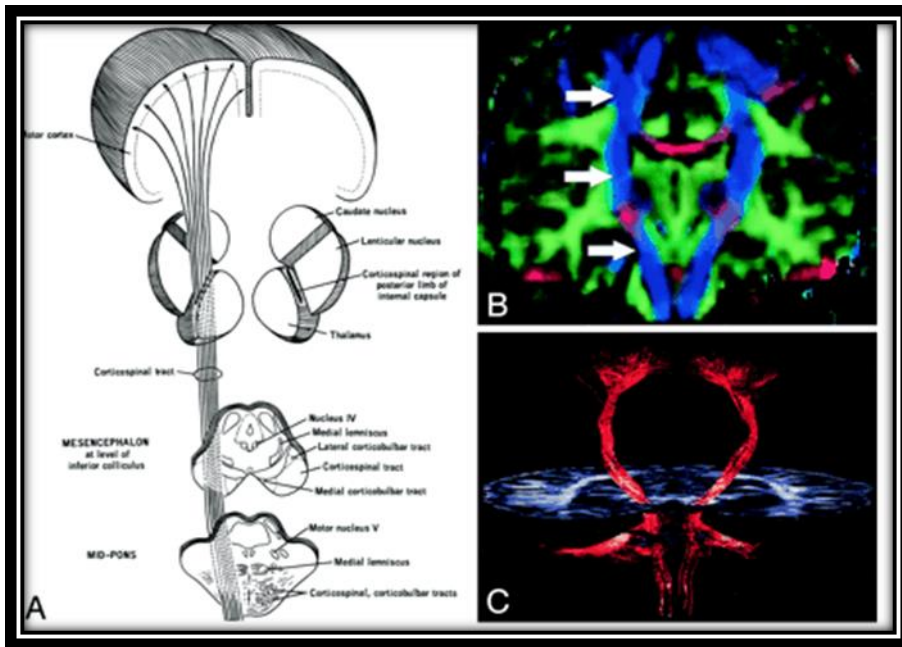 otor cortex
Caudate nucleus
Lenticular nucleus
Corticospinal region of
posterior limb of
internal capsule
Thalamus
Corticospinal tract
MESENCEPHALON
at level of
inferior colliculus
Nucleus IV
Medial lemniscus
Lateral corticobulbar tract
Corticospinal tract
Medial corticobulbar tract
MID-PONS
Motor nucleus V
Medial lemniscus
Corticospinal, corticobulbar tracts
A
B
C